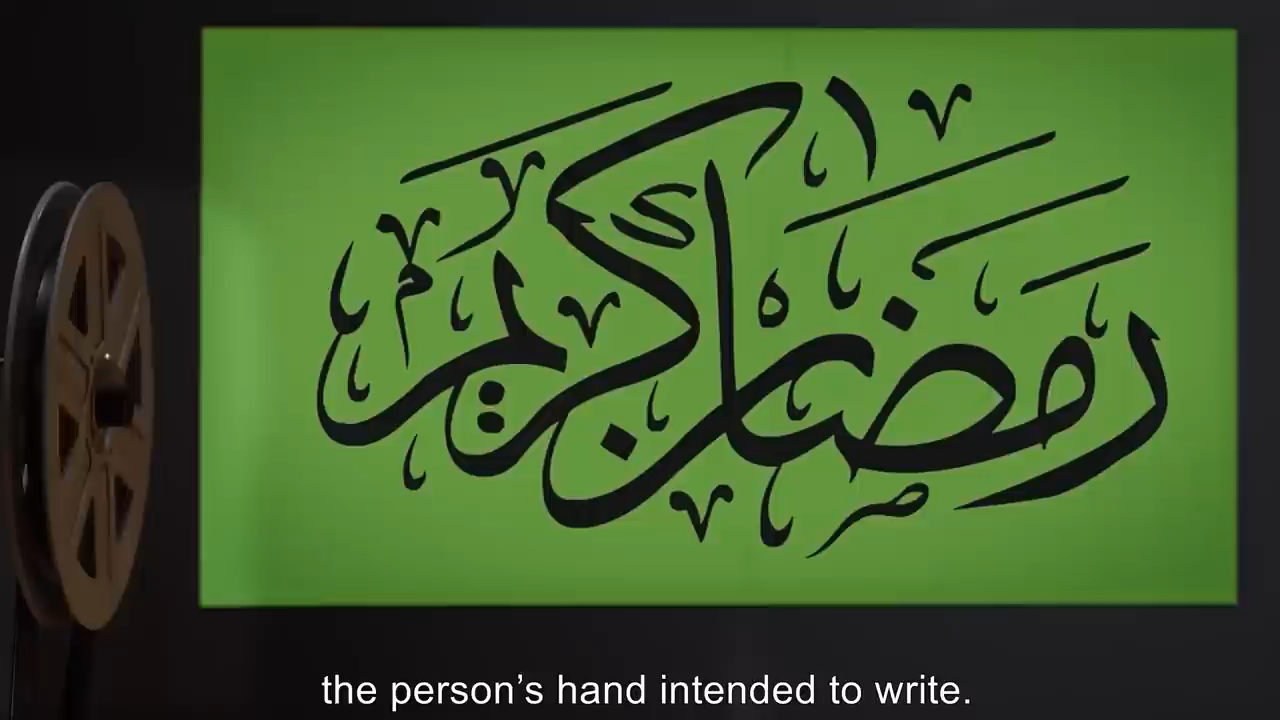 رمضان كريم
the person’s hand intended to write.